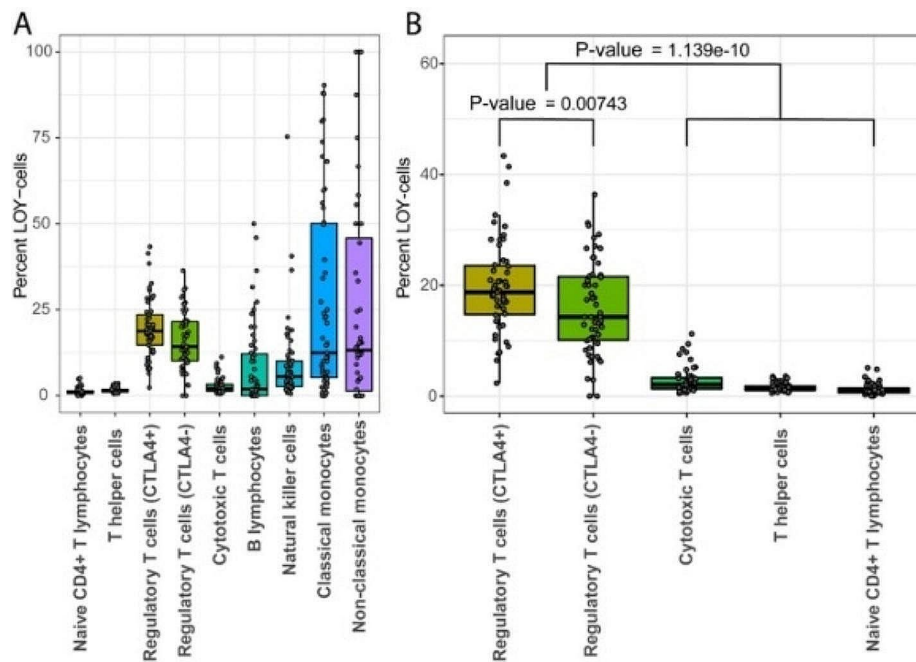 A
Percent LOY-cells
100
75
50
25
0
Naive CD4+ T lymphocytes
T helper cells
Regulatory T cells (CTLA4+)
Regulatory T cells (CTLA4-)
Cytotoxic T cells
B lymphocytes
Natural killer cells
Classical monocytes
Non-classical monocytes
B
Percent LOY-cells
60
40
20
0
P-value = 1.139e-10
P-value = 0.00743
Regulatory T cells (CTLA4+)
Regulatory T cells (CTLA4-)
Cytotoxic T cells
T helper cells
Naive CD4+ T lymphocytes